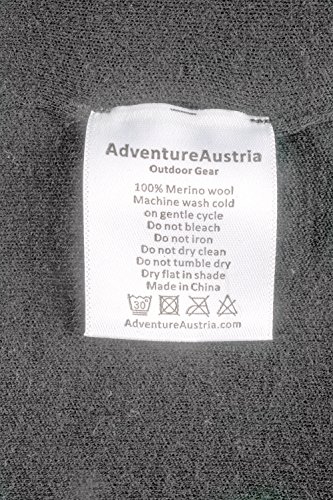 AdventureAustria
Outdoor Gear
100% Merino wool
Machine wash cold
on gentle cycle
Do not bleach
Do not iron
Do not dry clean
Do not tumble dry
Dry flat in shade
Made in China
30
AdventureAustria.com